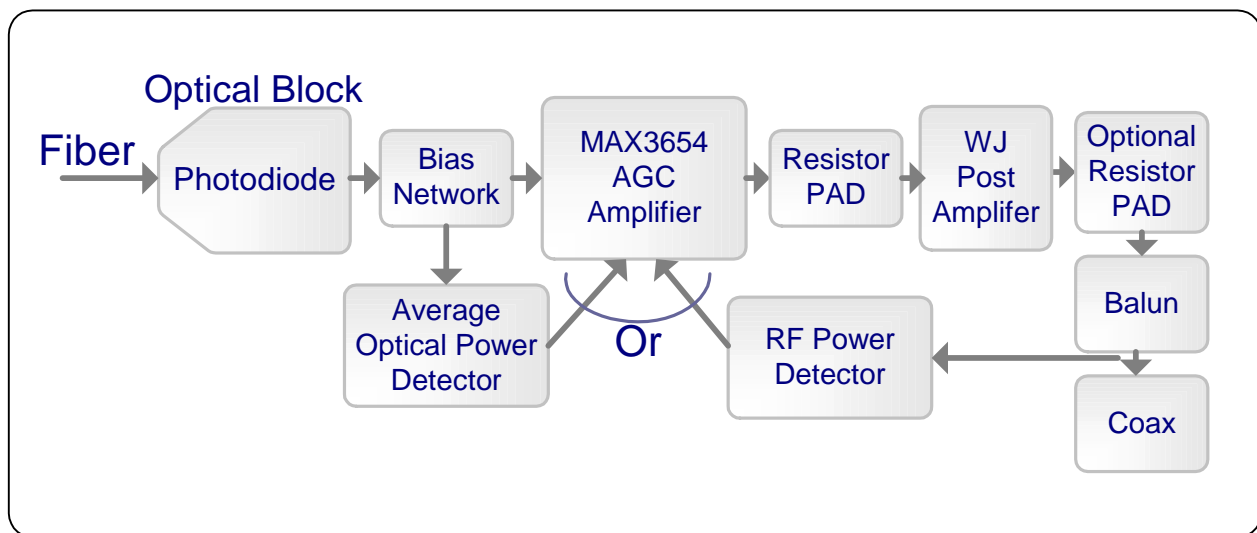 Optical Block
Fiber
Photodiode
Bias
Network
MAX3654
AGC
Amplifier
Resistor
PAD
WJ
Post
Amplifer
Optional
Resistor
PAD
Average
Optical Power
Detector
Or
RF Power
Detector
Balun
Coax